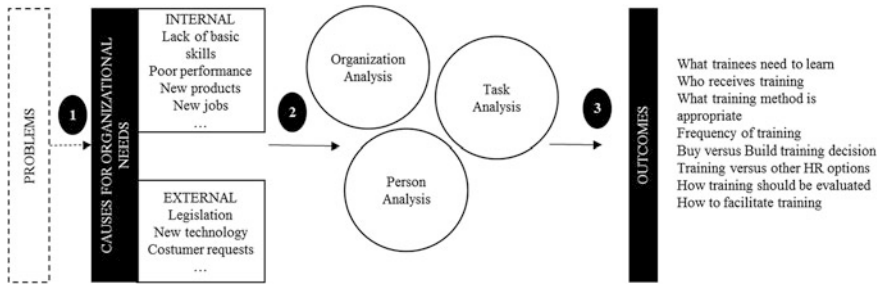 PROBLEMS
1
CAUSES FOR ORGANIZATIONAL
NEEDS
INTERNAL
Lack of basic
skills
Poor performance
New products
New jobs
...
EXTERNAL
Legislation
New technology
Costumer requests
...
2
Organization
Analysis
Task
Analysis
Person
Analysis
3
OUTCOMES
What trainees need to learn
Who receives training
What training method is
appropriate
Frequency of training
Buy versus Build training decision
Training versus other HR options
How training should be evaluated
How to facilitate training